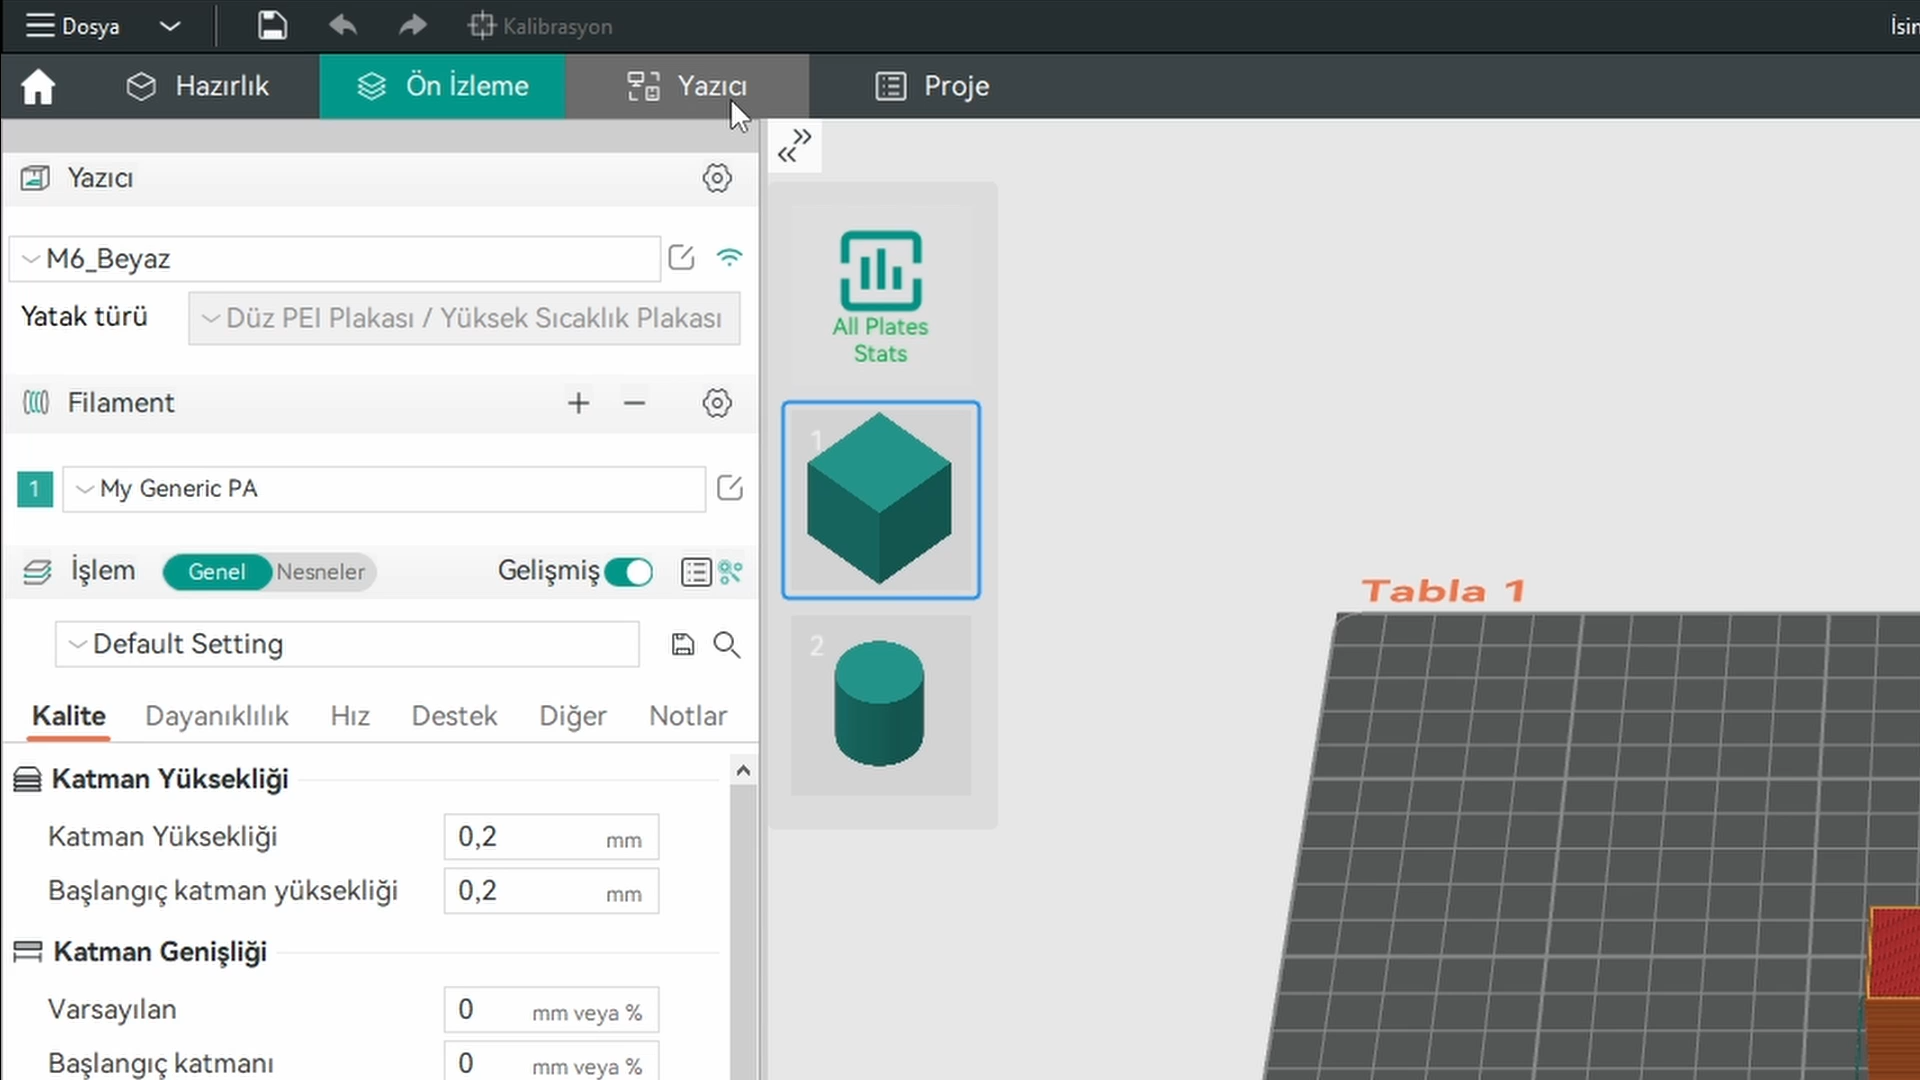 Dosya
Kalibrasyon
Hazırlık
Ön İzleme
Yazıcı
Proje
Yazıcı
M6_Beyaz
Yatak türü
Düz PEI Plakası / Yüksek Sıcaklık Plakası
Filament
1
My Generic PA
İşlem
Genel
Nesneler
Gelişmiş
Default Setting
Kalite
Dayanıklılık
Hız
Destek
Diğer
Notlar
Katman Yüksekliği
Katman Yüksekliği 0,2 mm
Başlangıç katman yüksekliği 0,2 mm
Katman Genişliği
Varsayılan 0 mm veya %
Başlangıç katmanı 0 mm veya %
All Plates
Stats
1
2
Tabla 1